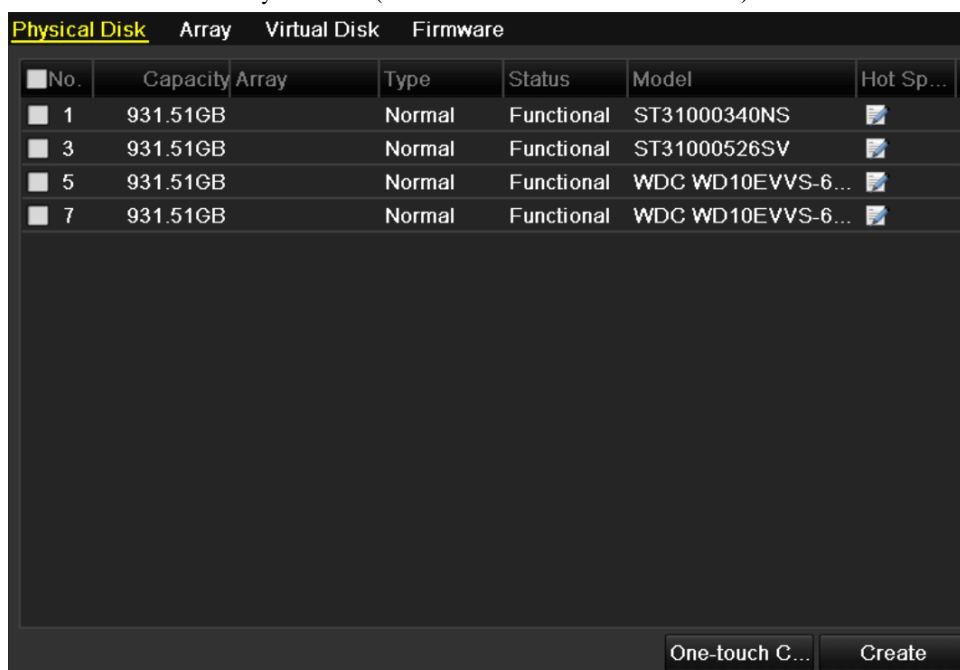 Physical Disk Array Virtual Disk Firmware
No. Capacity Array Type Status Model Hot Sp...
1 931.51GB Normal Functional ST31000340NS
3 931.51GB Normal Functional ST31000526SV
5 931.51GB Normal Functional WDC WD10EVVS-6...
7 931.51GB Normal Functional WDC WD10EVVS-6...
One-touch C... Create